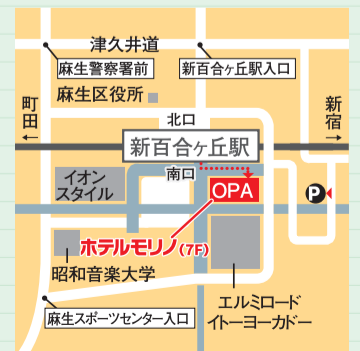 津久井道
麻生警察署前
新百合ヶ丘駅入口
麻生区役所
町田
←
新宿
→
北口
新百合ヶ丘駅
南口
イオン
スタイル
OPA
P
ホテルモリノ(7F)
昭和音楽大学
エルミロード
イトーヨーカドー
麻生スポーツセンター入口